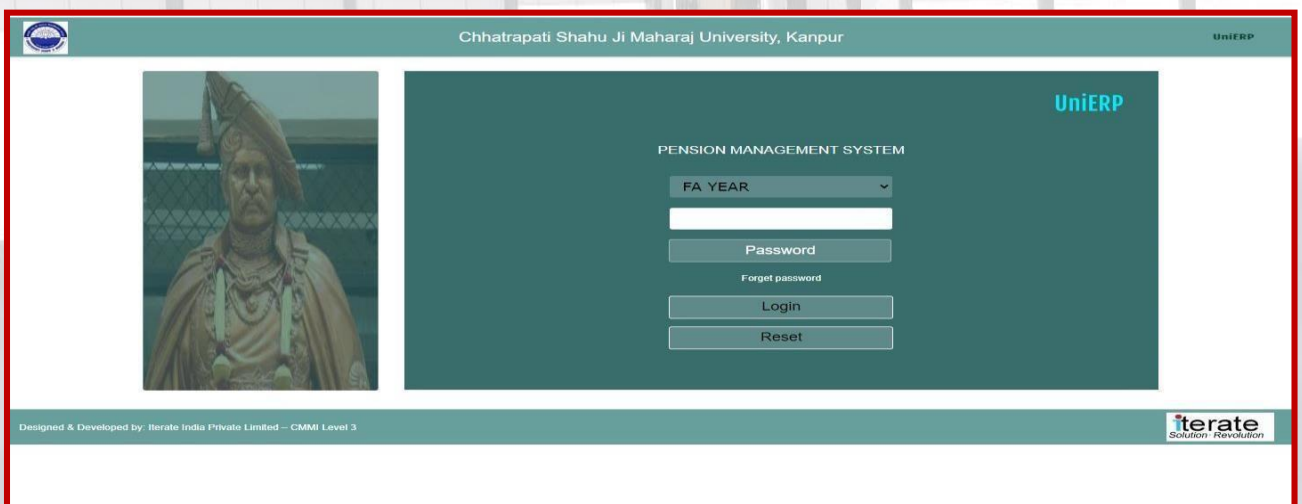 Chhatrapati Shahu Ji Maharaj University, Kanpur
UniERP
UniERP
PENSION MANAGEMENT SYSTEM
FA YEAR
Password
Forget password
Login
Reset
Designed & Developed by: Iterate India Private Limited – CMMI Level 3
iterate
Solution Revolution